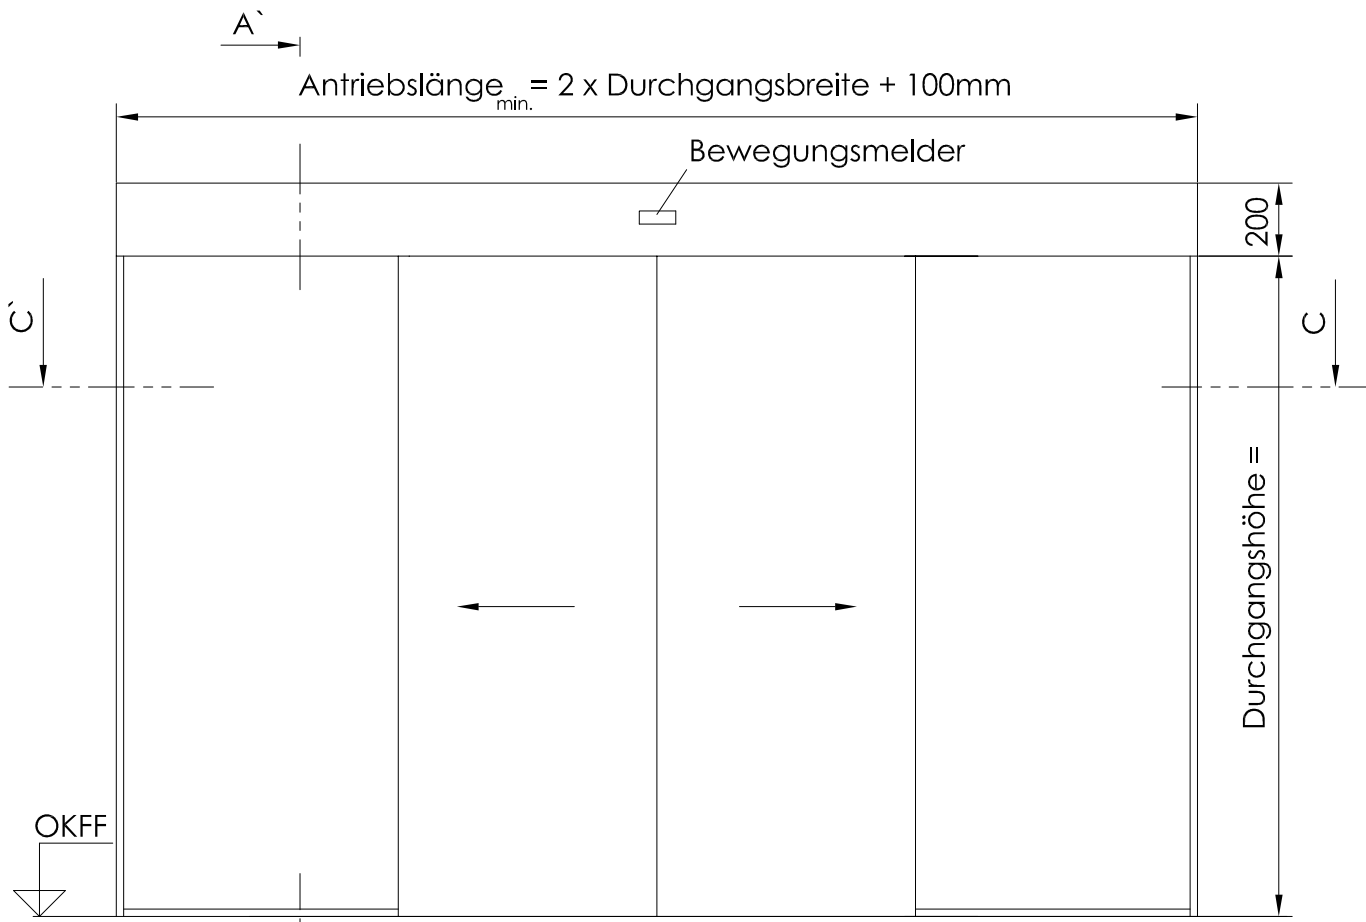 A`
Antriebslänge min. = 2 x Durchgangsbreite + 100mm
Bewegungsmelder
200
C`
C
Durchgangshöhe =
OKFF